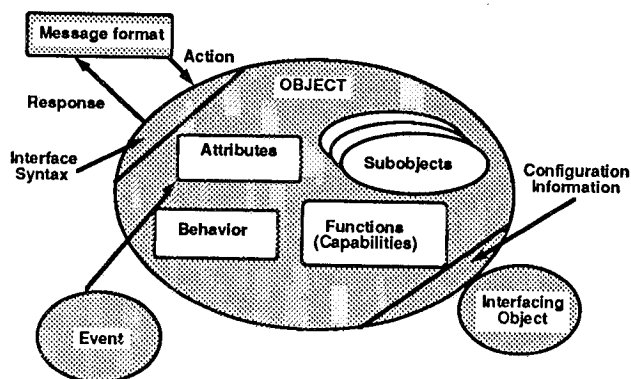 Message format
Action
OBJECT
Response
Attributes
Interface
Syntax
Subobjects
Configuration
Information
Behavior
Functions
(Capabilities)
Interfacing
Object
Event